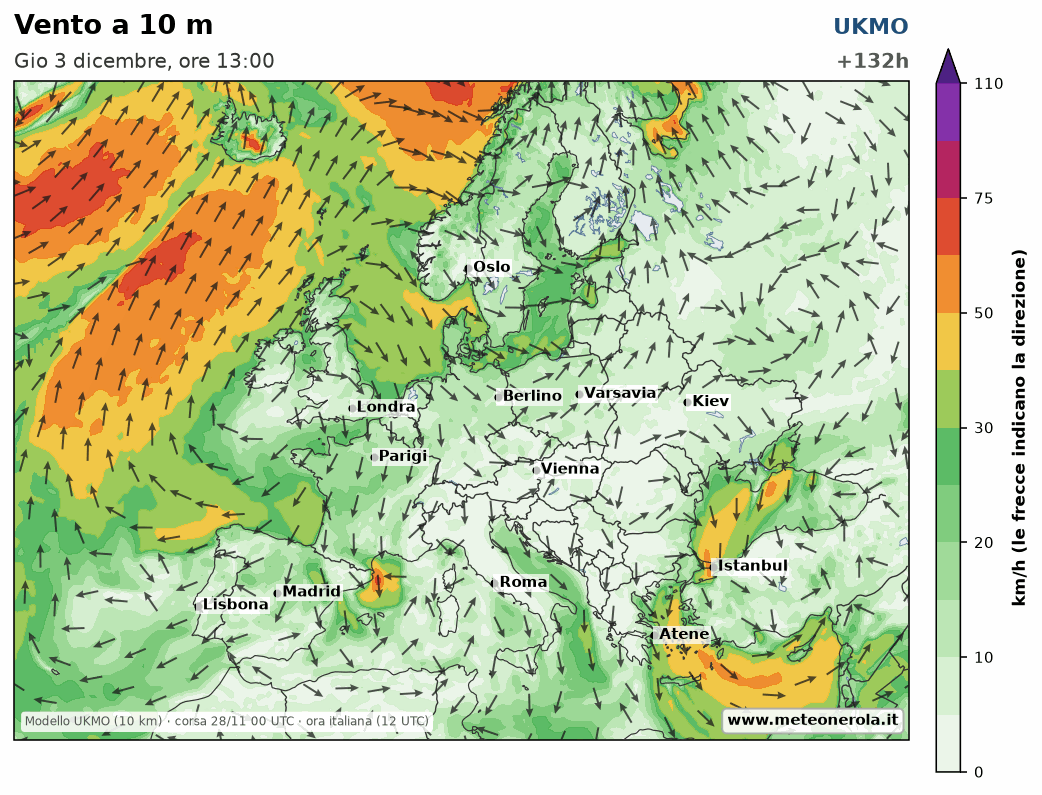 Vento a 10 m
UKMO
Gio 3 dicembre, ore 13:00
+132h
110
75
50
30
20
10
0
km/h (le frecce indicano la direzione)
Oslo
Berlino
Varsavia
Kiev
Londra
Parigi
Vienna
Istanbul
Roma
Madrid
Lisbona
Atene
Modello UKMO (10 km) · corsa 28/11 00 UTC · ora italiana (12 UTC)
www.meteonerola.it